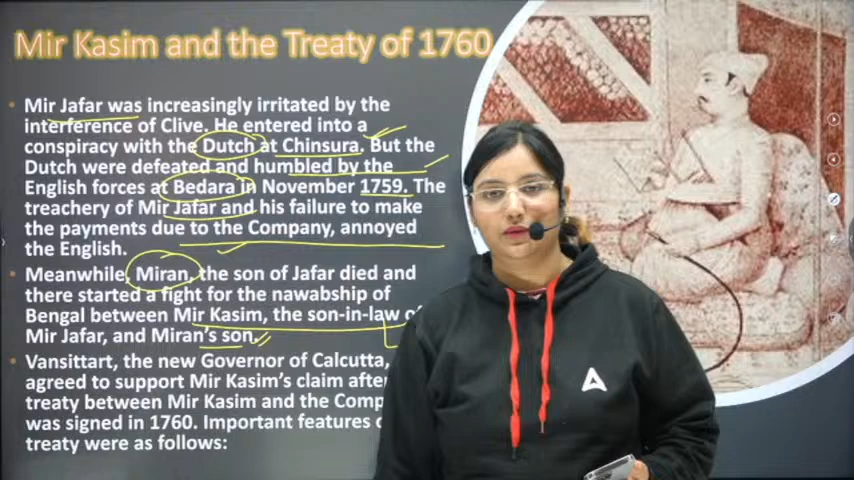 Mir Kasim and the Treaty of 1760
• Mir Jafar was increasingly irritated by the
interference of Clive. He entered into a
conspiracy with the Dutch at Chinsura. But the
Dutch were defeated and humbled by the
English forces at Bedara in November 1759. The
treachery of Mir Jafar and his failure to make
the payments due to the Company, annoyed
the English.
• Meanwhile, Miran, the son of Jafar died and
there started a fight for the nawabship of
Bengal between Mir Kasim, the son-in-law of
Mir Jafar, and Miran's son.
• Vansittart, the new Governor of Calcutta,
agreed to support Mir Kasim's claim after
treaty between Mir Kasim and the Comp
was signed in 1760. Important features
treaty were as follows: